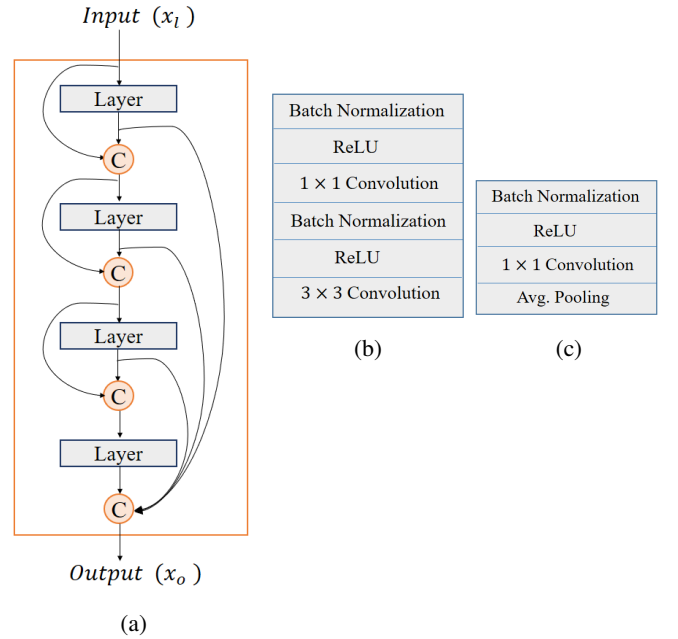 Input (x_l)
Layer
C
Layer
C
Layer
C
Layer
C
Output (x_o)
(a)
Batch Normalization
ReLU
1 × 1 Convolution
Batch Normalization
ReLU
3 × 3 Convolution
(b)
Batch Normalization
ReLU
1 × 1 Convolution
Avg. Pooling
(c)